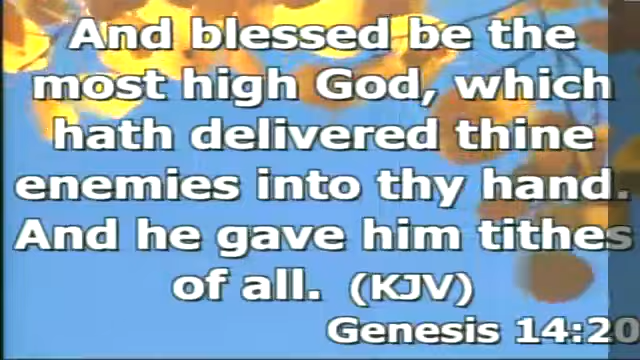 And blessed be the
most high God, which
hath delivered thine
enemies into thy hand.
And he gave him tithes
of all. (KJV)
Genesis 14:20